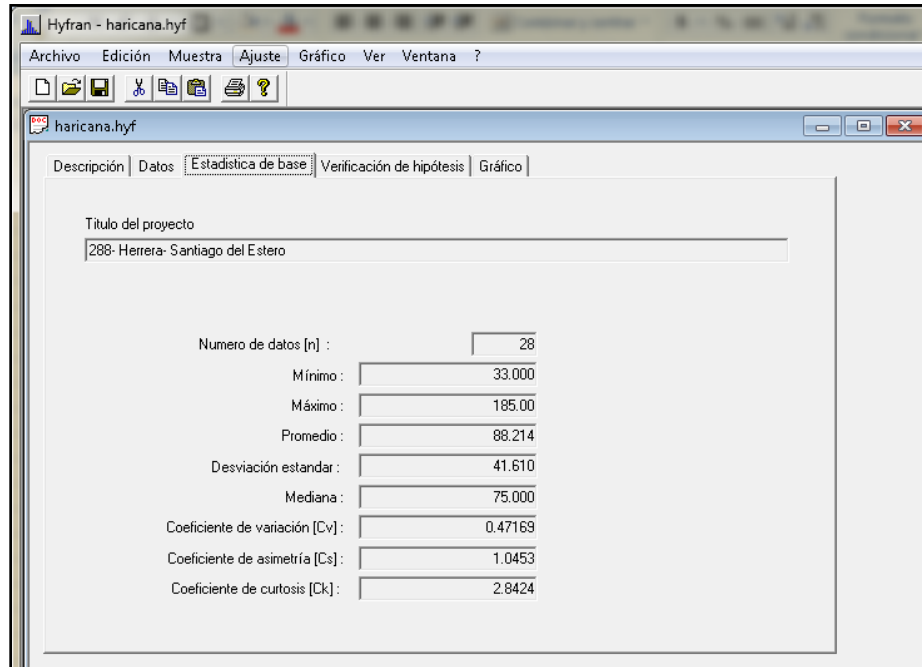 Hyfran - haricana.hyf
Archivo Edición Muestra Ajuste Gráfico Ver Ventana ?
haricana.hyf
Descripción Datos Estadistica de base Verificación de hipótesis Gráfico
Titulo del proyecto
288- Herrera- Santiago del Estero
Numero de datos [n] : 28
Mínimo : 33.000
Máximo : 185.00
Promedio : 88.214
Desviación estandar : 41.610
Mediana : 75.000
Coeficiente de variación [Cv] : 0.47169
Coeficiente de asimetría [Cs] : 1.0453
Coeficiente de curtosis [Ck] : 2.8424